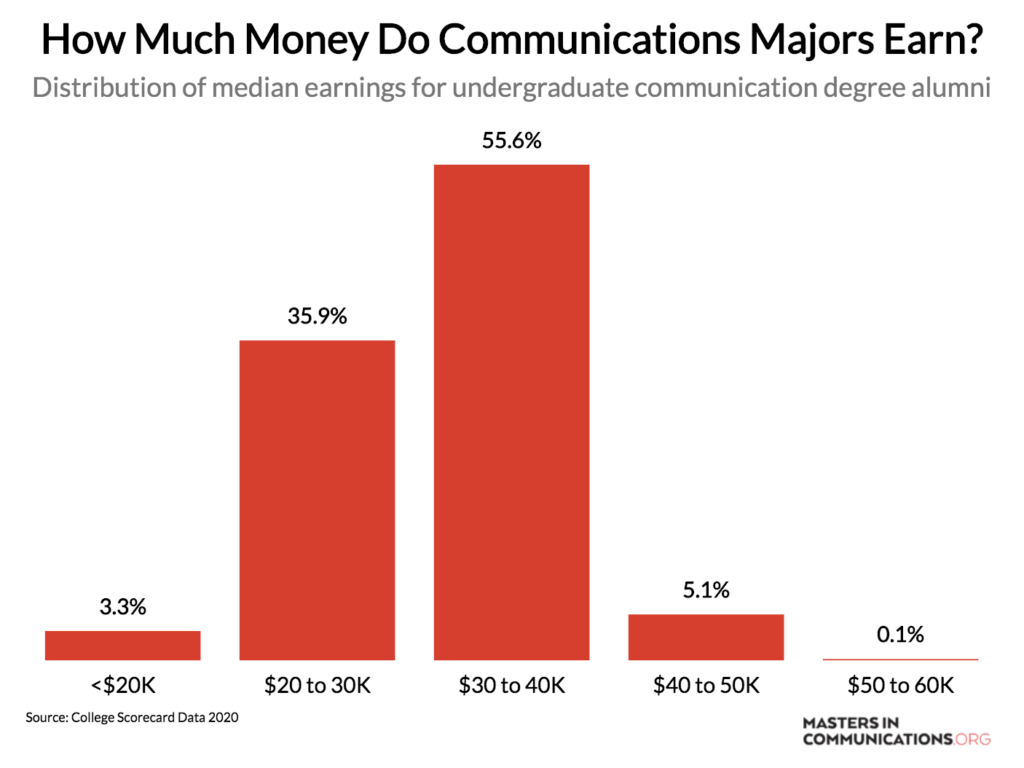 How Much Money Do Communications Majors Earn?
Distribution of median earnings for undergraduate communication degree alumni
55.6%
35.9%
5.1%
3.3%
0.1%
<$20K
$20 to 30K
$30 to 40K
$40 to 50K
$50 to 60K
Source: College Scorecard Data 2020
MASTERS IN
COMMUNICATIONS.ORG